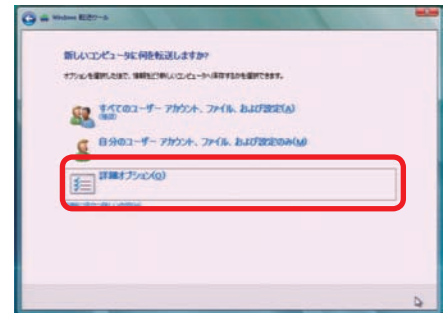 Windows 転送ツール
新しいコンピュータに何を転送しますか?
すべてのユーザー アカウント、ファイル、および設定(A)
(推奨)
自分のユーザー アカウント、ファイル、および設定のみ(M)
詳細オプション(O)